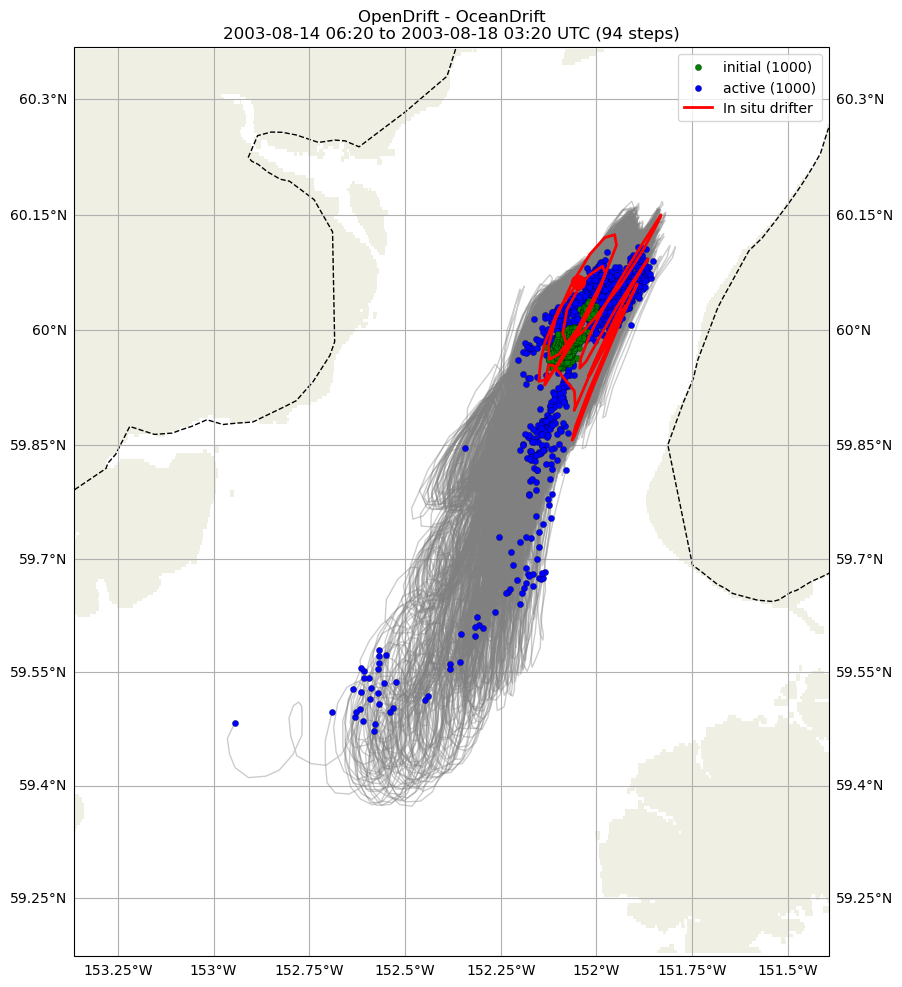 OpenDrift - OceanDrift
2003-08-14 06:20 to 2003-08-18 03:20 UTC (94 steps)
initial (1000)
active (1000)
In situ drifter
60.3°N
60.3°N
60.15°N
60.15°N
60°N
60°N
59.85°N
59.85°N
59.7°N
59.7°N
59.55°N
59.55°N
59.4°N
59.4°N
59.25°N
59.25°N
153.25°W
153°W
152.75°W
152.5°W
152.25°W
152°W
151.75°W
151.5°W